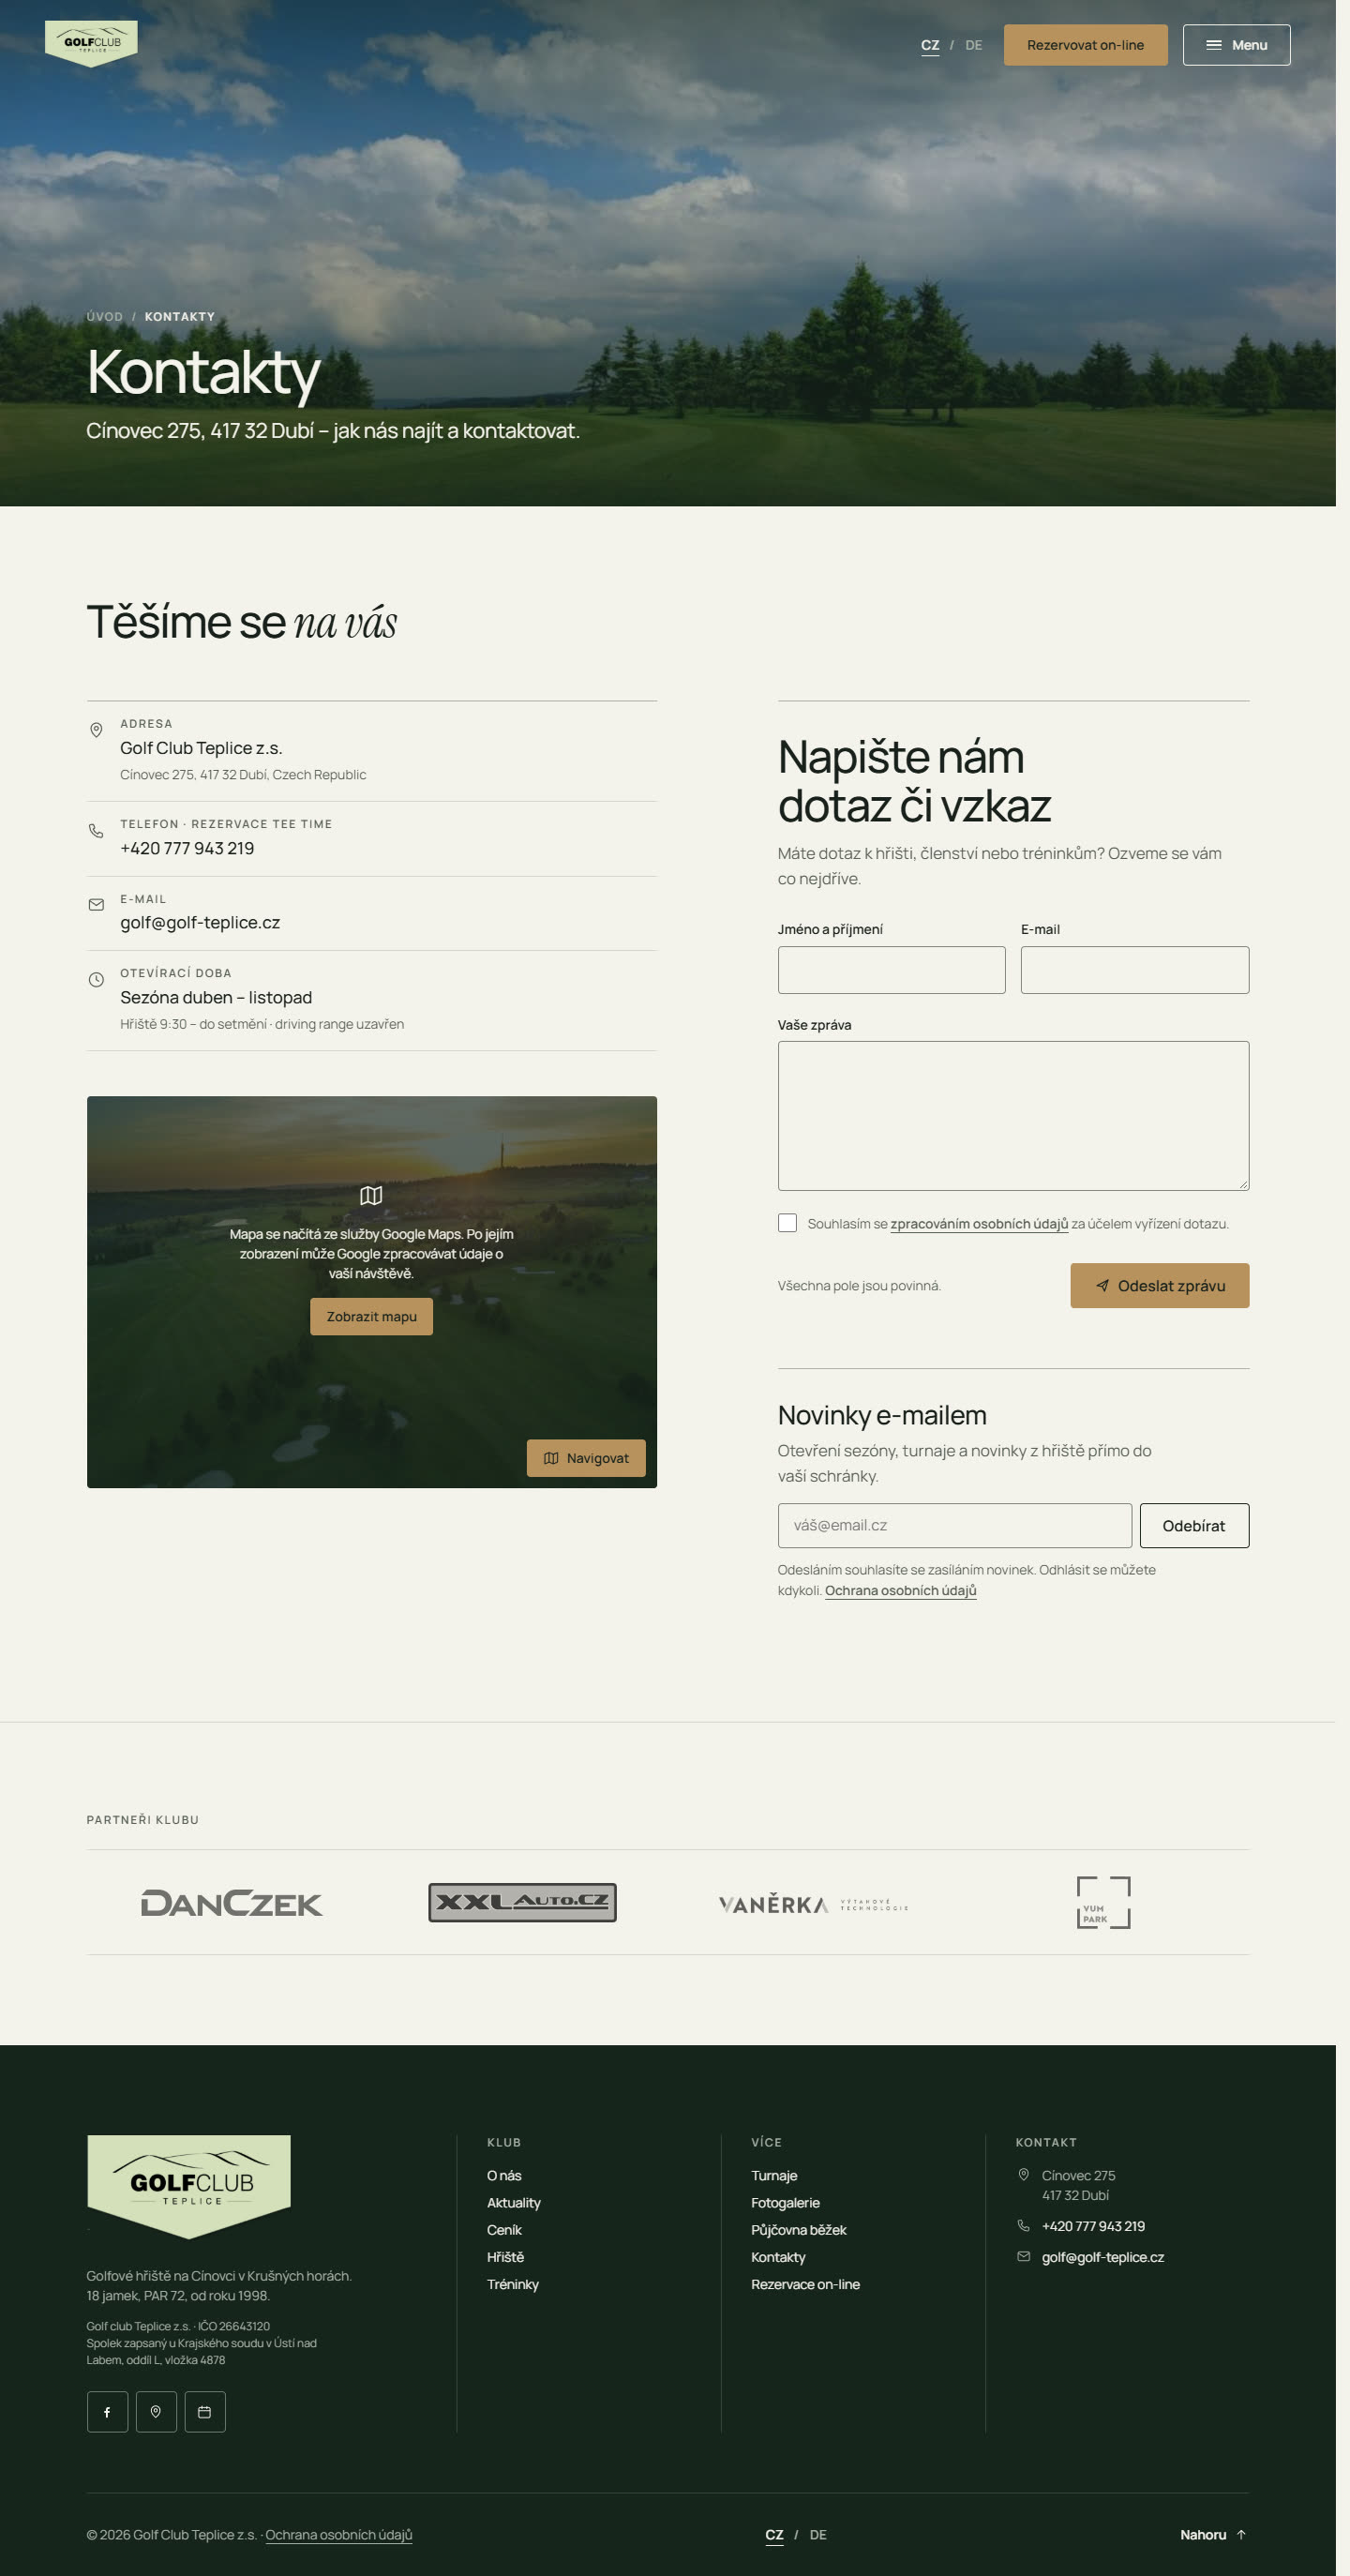 GOLFCLUB
TEPLICE
CZ / DE
Rezervovat on-line
Menu
ÚVOD / KONTAKTY
Kontakty
Cínovec 275, 417 32 Dubí – jak nás najít a kontaktovat.
Těšíme se na vás
ADRESA
Golf Club Teplice z.s.
Cínovec 275, 417 32 Dubí, Czech Republic
TELEFON · REZERVACE TEE TIME
+420 777 943 219
E-MAIL
golf@golf-teplice.cz
OTEVÍRACÍ DOBA
Sezóna duben – listopad
Hřiště 9:30 – do setmění · driving range uzavřen
Mapa se načítá ze služby Google Maps. Po jejím
zobrazení může Google zpracovávat údaje o
vaší návštěvě.
Zobrazit mapu
Navigovat
Napište nám
dotaz či vzkaz
Máte dotaz k hřišti, členství nebo tréninkům? Ozveme se vám
co nejdříve.
Jméno a příjmení
E-mail
Vaše zpráva
Souhlasím se zpracováním osobních údajů za účelem vyřízení dotazu.
Všechna pole jsou povinná.
Odeslat zprávu
Novinky e-mailem
Otevření sezóny, turnaje a novinky z hřiště přímo do
vaší schránky.
váš@email.cz
Odebírat
Odesláním souhlasíte se zasíláním novinek. Odhlásit se můžete
kdykoli. Ochrana osobních údajů
PARTNEŘI KLUBU
DANCZEK
XXL AUTO.CZ
VANĚRKA
VÝTAHOVÉ
TECHNOLOGIE
VUM
PARK
GOLFCLUB
TEPLICE
Golfové hřiště na Cínovci v Krušných horách.
18 jamek, PAR 72, od roku 1998.
Golf club Teplice z.s. · IČO 26643120
Spolek zapsaný u Krajského soudu v Ústí nad
Labem, oddíl L, vložka 4878
KLUB
O nás
Aktuality
Ceník
Hřiště
Tréninky
VÍCE
Turnaje
Fotogalerie
Půjčovna běžek
Kontakty
Rezervace on-line
KONTAKT
Cínovec 275
417 32 Dubí
+420 777 943 219
golf@golf-teplice.cz
© 2026 Golf Club Teplice z.s. · Ochrana osobních údajů
CZ / DE
Nahoru